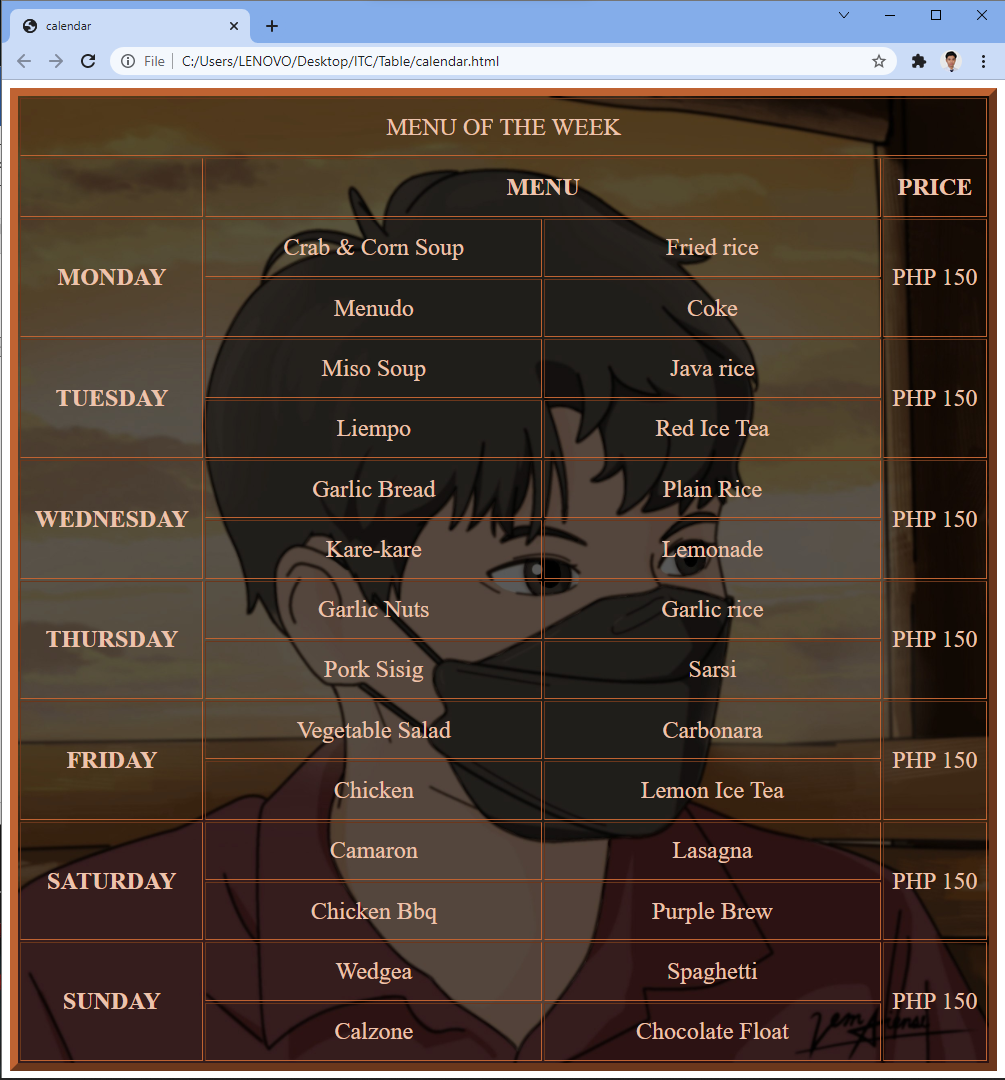 calendar
File
C:/Users/LENOVO/Desktop/ITC/Table/calendar.html
MENU OF THE WEEK
MENU PRICE
MONDAY Crab & Corn Soup Fried rice PHP 150
Menudo Coke
TUESDAY Miso Soup Java rice PHP 150
Liempo Red Ice Tea
WEDNESDAY Garlic Bread Plain Rice PHP 150
Kare-kare Lemonade
THURSDAY Garlic Nuts Garlic rice PHP 150
Pork Sisig Sarsi
FRIDAY Vegetable Salad Carbonara PHP 150
Chicken Lemon Ice Tea
SATURDAY Camaron Lasagna PHP 150
Chicken Bbq Purple Brew
SUNDAY Wedgea Spaghetti PHP 150
Calzone Chocolate Float